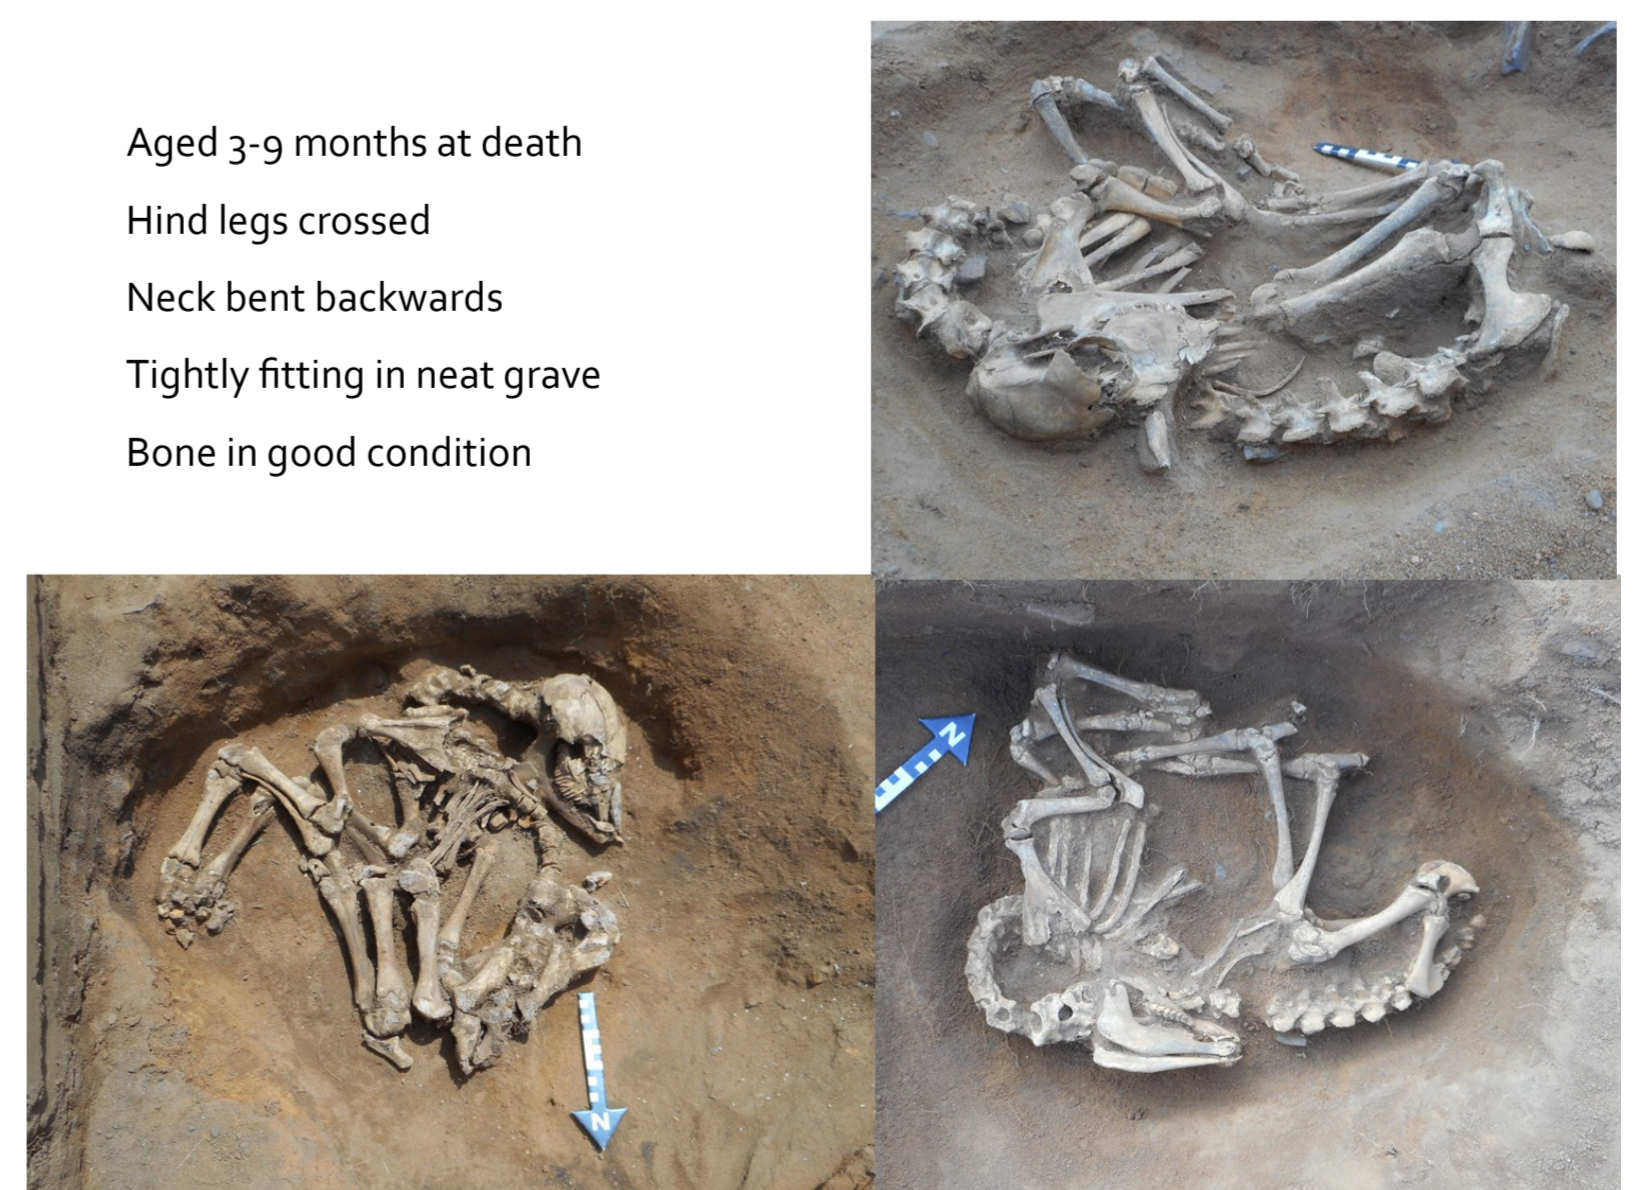 Aged 3-9 months at death
Hind legs crossed
Neck bent backwards
Tightly fitting in neat grave
Bone in good condition
N
N